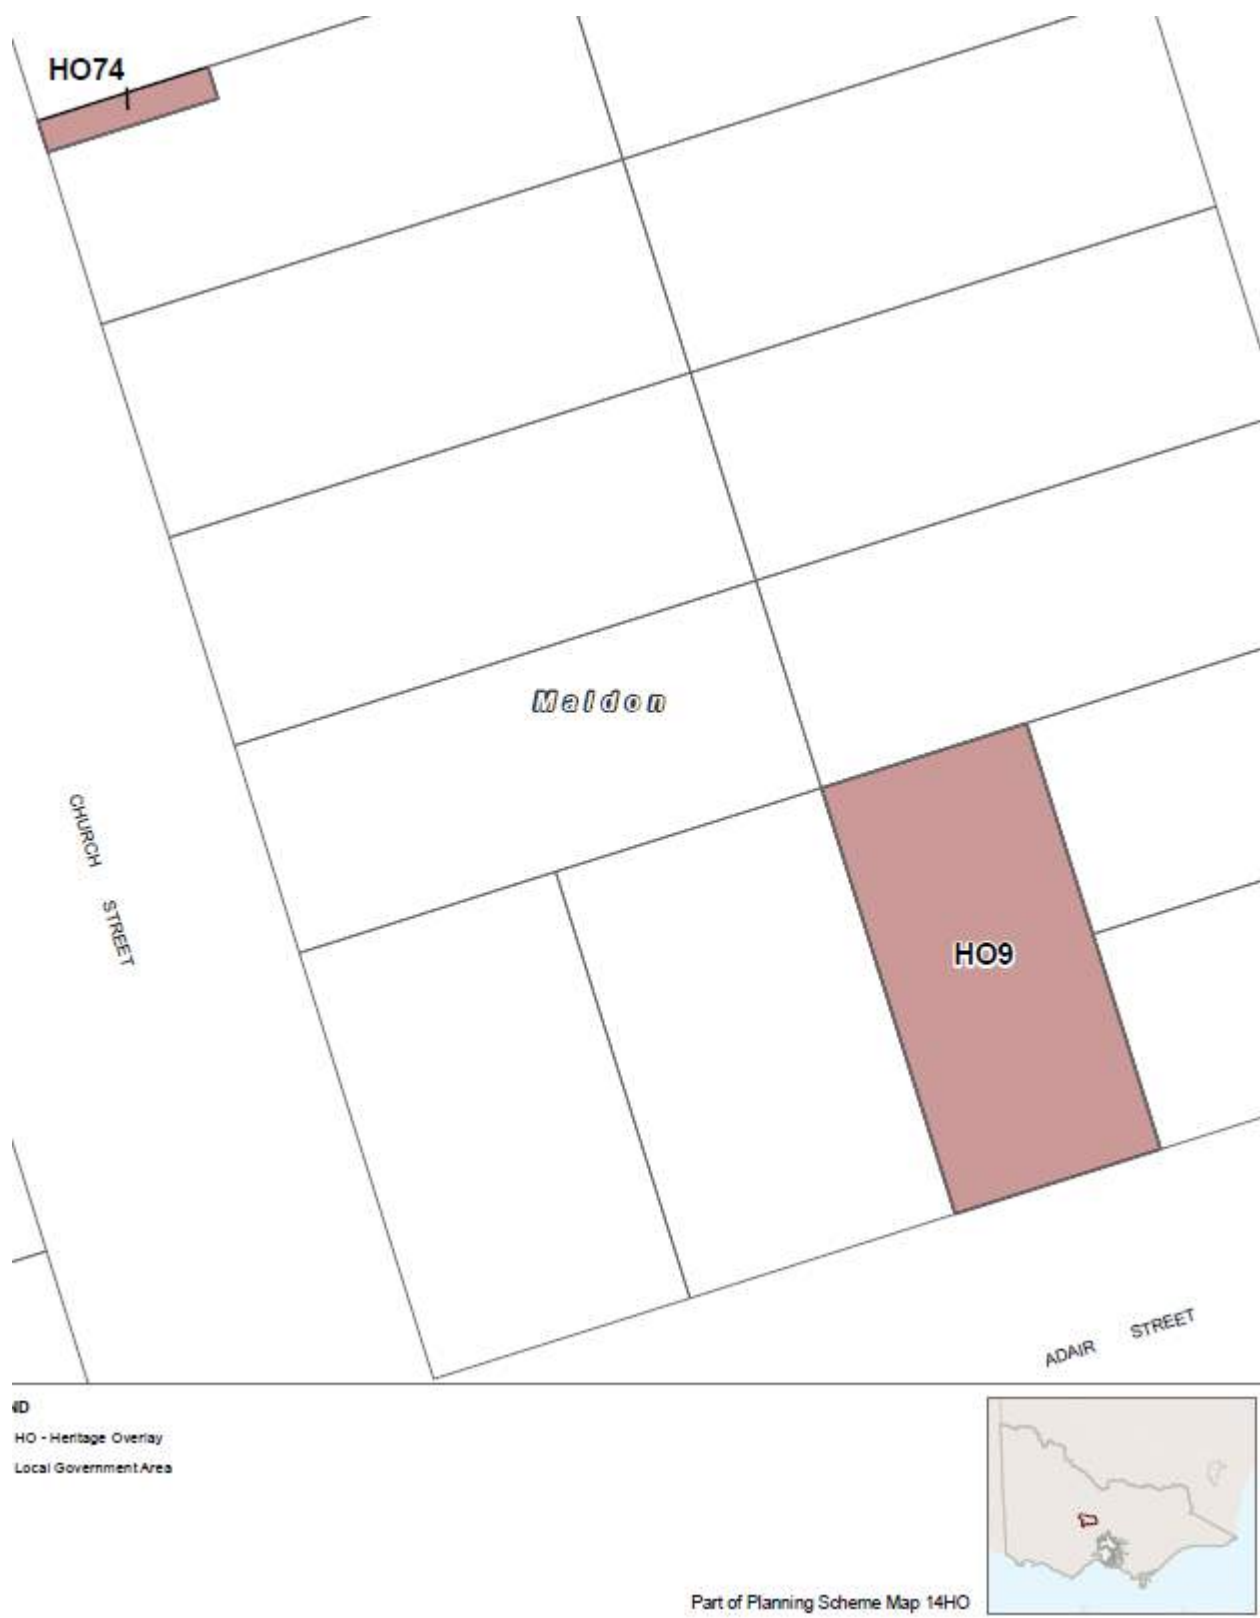 HO74
Maldon
CHURCH STREET
HO9
ADAIR STREET
ND
HO - Heritage Overlay
Local Government Area
Part of Planning Scheme Map 14HO